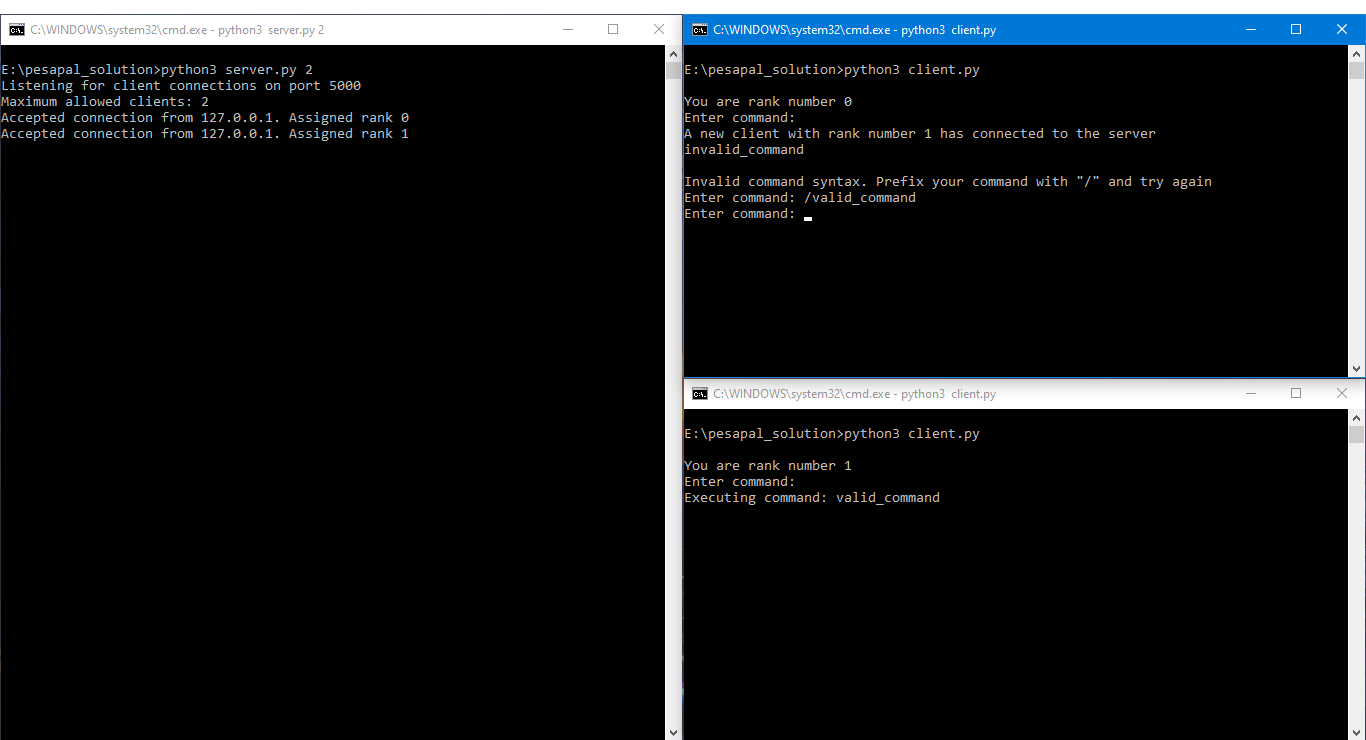 C:\WINDOWS\system32\cmd.exe - python3 server.py 2
E:\pesapal_solution>python3 server.py 2
Listening for client connections on port 5000
Maximum allowed clients: 2
Accepted connection from 127.0.0.1. Assigned rank 0
Accepted connection from 127.0.0.1. Assigned rank 1
C:\WINDOWS\system32\cmd.exe - python3 client.py
E:\pesapal_solution>python3 client.py
You are rank number 0
Enter command:
A new client with rank number 1 has connected to the server
invalid_command
Invalid command syntax. Prefix your command with "/" and try again
Enter command: /valid_command
Enter command:
C:\WINDOWS\system32\cmd.exe - python3 client.py
E:\pesapal_solution>python3 client.py
You are rank number 1
Enter command:
Executing command: valid_command